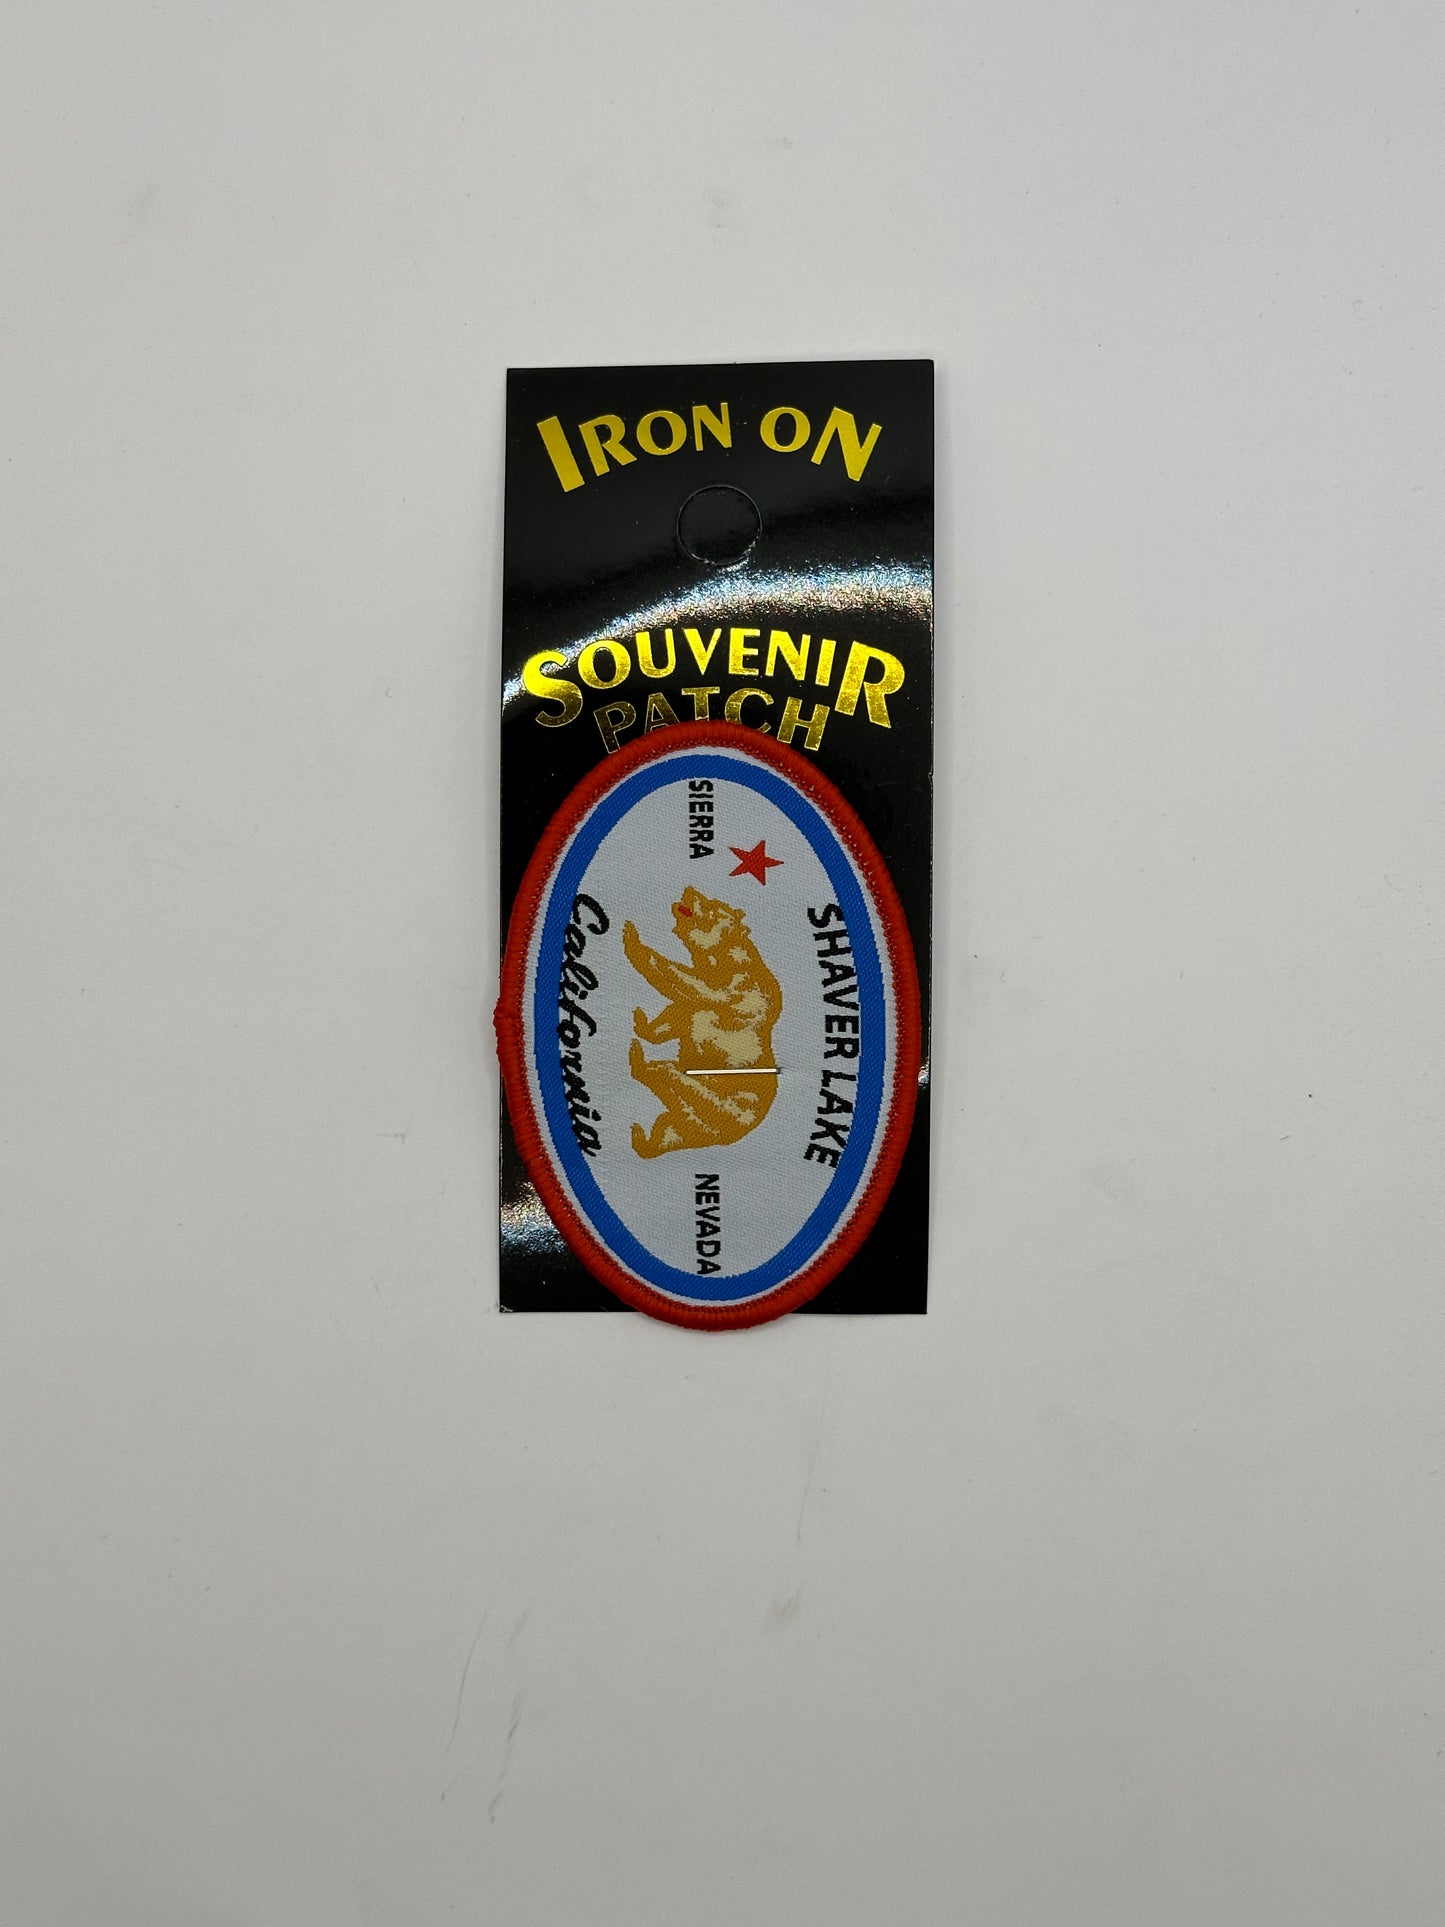 IRON ON
SOUVENIR
PATCH
SHAVER LAKE
SIERRA
NEVADA
California